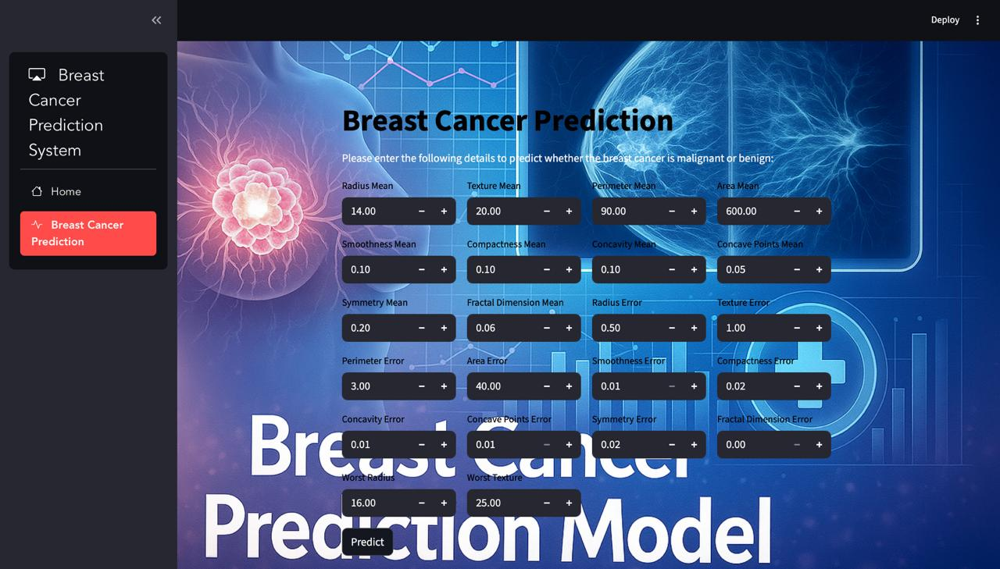 Deploy
Breast
Cancer
Prediction
System
Home
Breast Cancer
Prediction
Breast Cancer Prediction
Please enter the following details to predict whether the breast cancer is malignant or benign:
Radius Mean Texture Mean Perimeter Mean Area Mean
14.00 − + 20.00 − + 90.00 − + 600.00 − +
Smoothness Mean Compactness Mean Concavity Mean Concave Points Mean
0.10 − + 0.10 − + 0.10 − + 0.05 − +
Symmetry Mean Fractal Dimension Mean Radius Error Texture Error
0.20 − + 0.06 − + 0.50 − + 1.00 − +
Perimeter Error Area Error Smoothness Error Compactness Error
3.00 − + 40.00 − + 0.01 − + 0.02 − +
Concavity Error Concave Points Error Symmetry Error Fractal Dimension Error
0.01 − + 0.01 − + 0.02 − + 0.00 − +
Worst Radius Worst Texture
16.00 − + 25.00 − +
Predict
Breast Cancer
Prediction Model